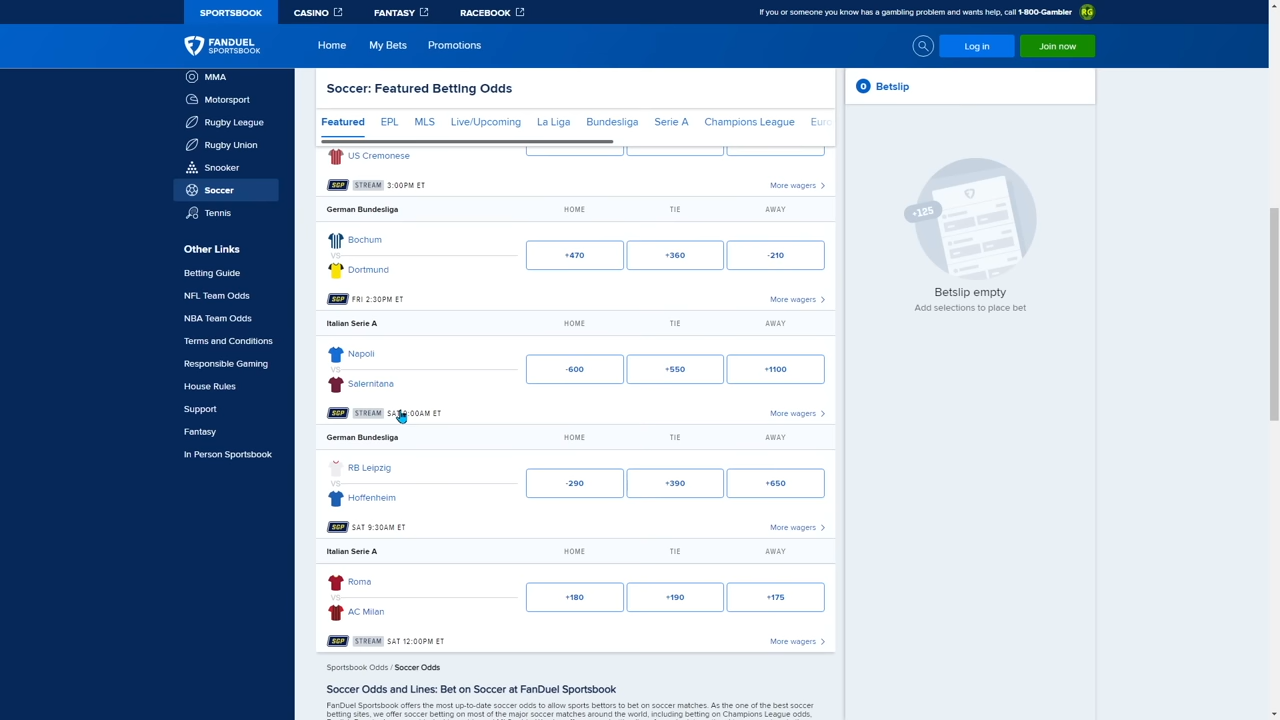 SPORTSBOOK CASINO FANTASY RACEBOOK If you or someone you know has a gambling problem and wants help, call 1-800-Gambler RG
FANDUEL
SPORTSBOOK
Home My Bets Promotions Log in Join now
MMA
Motorsport
Rugby League
Rugby Union
Snooker
Soccer
Tennis
Other Links
Betting Guide
NFL Team Odds
NBA Team Odds
Terms and Conditions
Responsible Gaming
House Rules
Support
Fantasy
In Person Sportsbook
Soccer: Featured Betting Odds
Featured EPL MLS Live/Upcoming La Liga Bundesliga Serie A Champions League Euro
US Cremonese
SGP STREAM 3:00PM ET More wagers
German Bundesliga HOME TIE AWAY
Bochum
VS
Dortmund
+470 +360 -210
SGP FRI 2:30PM ET More wagers
Italian Serie A HOME TIE AWAY
Napoli
VS
Salernitana
-600 +550 +1100
SGP STREAM SAT :00AM ET More wagers
German Bundesliga HOME TIE AWAY
RB Leipzig
VS
Hoffenheim
-290 +390 +650
SGP SAT 9:30AM ET More wagers
Italian Serie A HOME TIE AWAY
Roma
VS
AC Milan
+180 +190 +175
SGP STREAM SAT 12:00PM ET More wagers
Sportsbook Odds / Soccer Odds
Soccer Odds and Lines: Bet on Soccer at FanDuel Sportsbook
FanDuel Sportsbook offers the most up-to-date soccer odds to allow sports bettors to bet on soccer matches. As one of the best soccer
betting sites, we offer soccer betting on most of the major soccer matches around the world, including betting on Champions League odds,
0 Betslip
+125
Betslip empty
Add selections to place bet